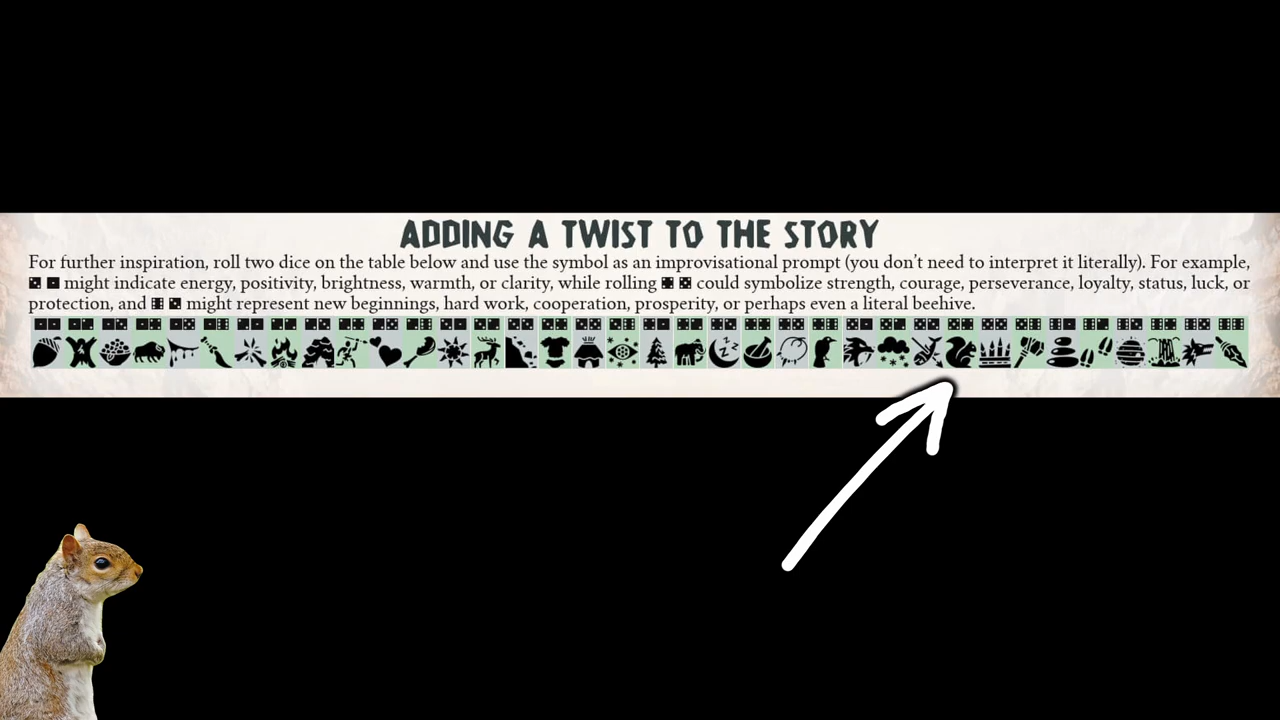 ADDING A TWIST TO THE STORY
For further inspiration, roll two dice on the table below and use the symbol as an improvisational prompt (you don't need to interpret it literally). For example,
might indicate energy, positivity, brightness, warmth, or clarity, while rolling could symbolize strength, courage, perseverance, loyalty, status, luck, or
protection, and might represent new beginnings, hard work, cooperation, prosperity, or perhaps even a literal beehive.